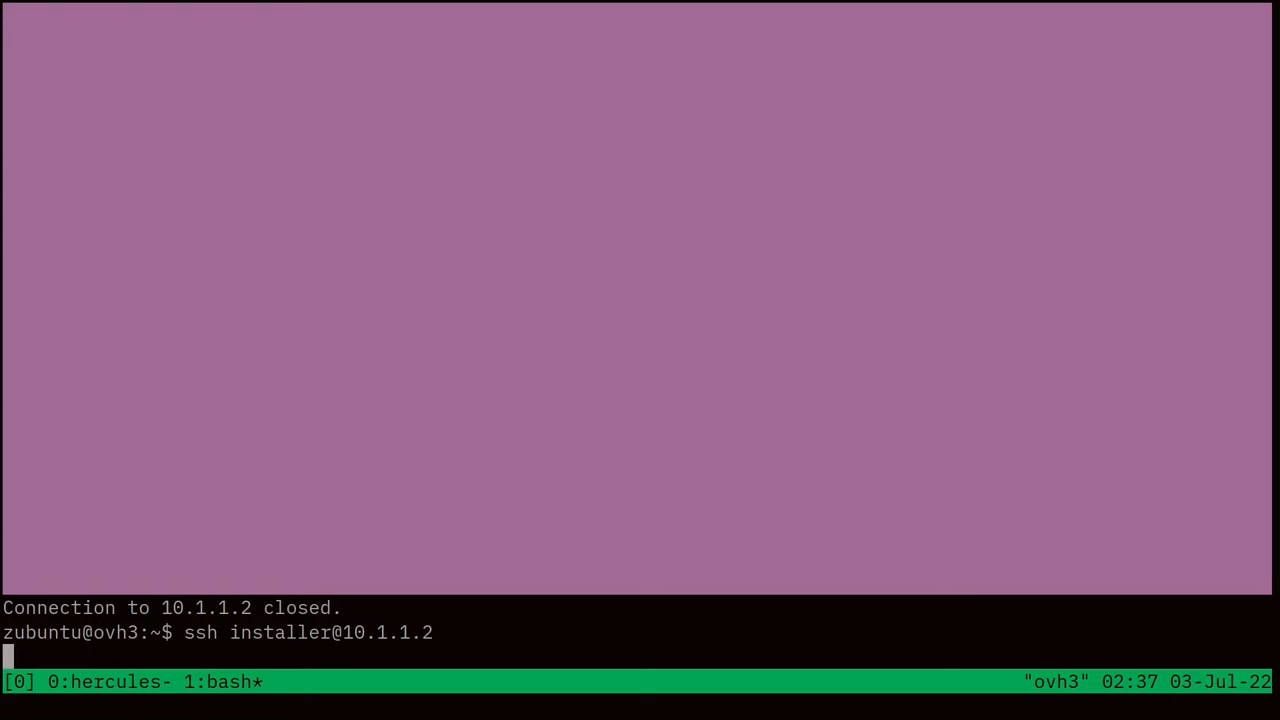 Connection to 10.1.1.2 closed.
zubuntu@ovh3:~$ ssh installer@10.1.1.2
[0] 0:hercules- 1:bash* "ovh3" 02:37 03-Jul-22